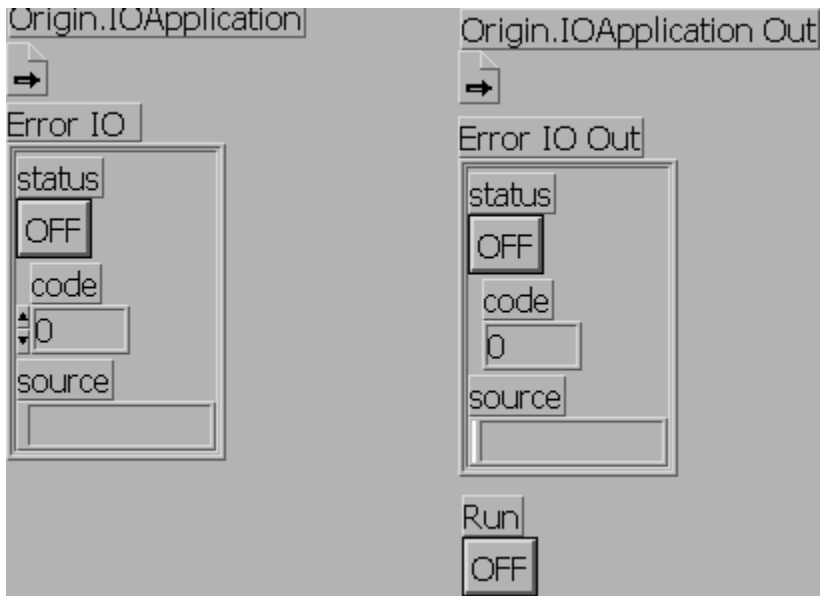 Origin.IOApplication
Error IO
status
OFF
code
0
source
Origin.IOApplication Out
Error IO Out
status
OFF
code
0
source
Run
OFF